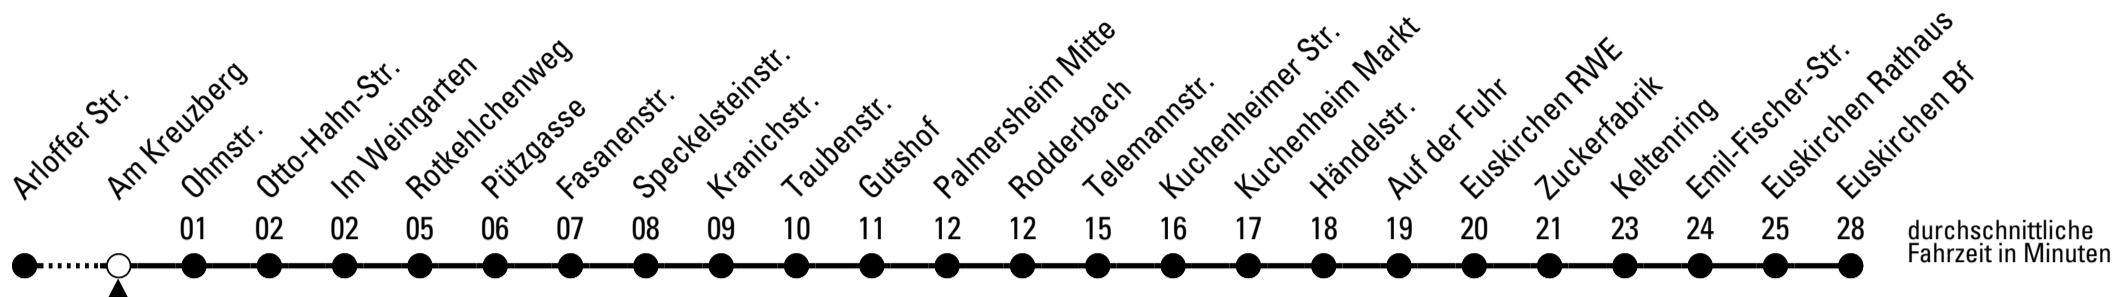 Arloffer Str.
Am Kreuzberg
Ohmstr.
Otto-Hahn-Str.
Im Weingarten
Rotkehlchenweg
Pützgasse
Fasanenstr.
Speckelsteinstr.
Kranichstr.
Taubenstr.
Gutshof
Palmersheim Mitte
Rodderbach
Telemannstr.
Kuchenheimer Str.
Kuchenheim Markt
Händelstr.
Auf der Fuhr
Euskirchen RWE
Zuckerfabrik
Keltenring
Emil-Fischer-Str.
Euskirchen Rathaus
Euskirchen Bf
01 02 02 05 06 07 08 09 10 11 12 12 15 16 17 18 19 20 21 23 24 25 28
durchschnittliche
Fahrzeit in Minuten